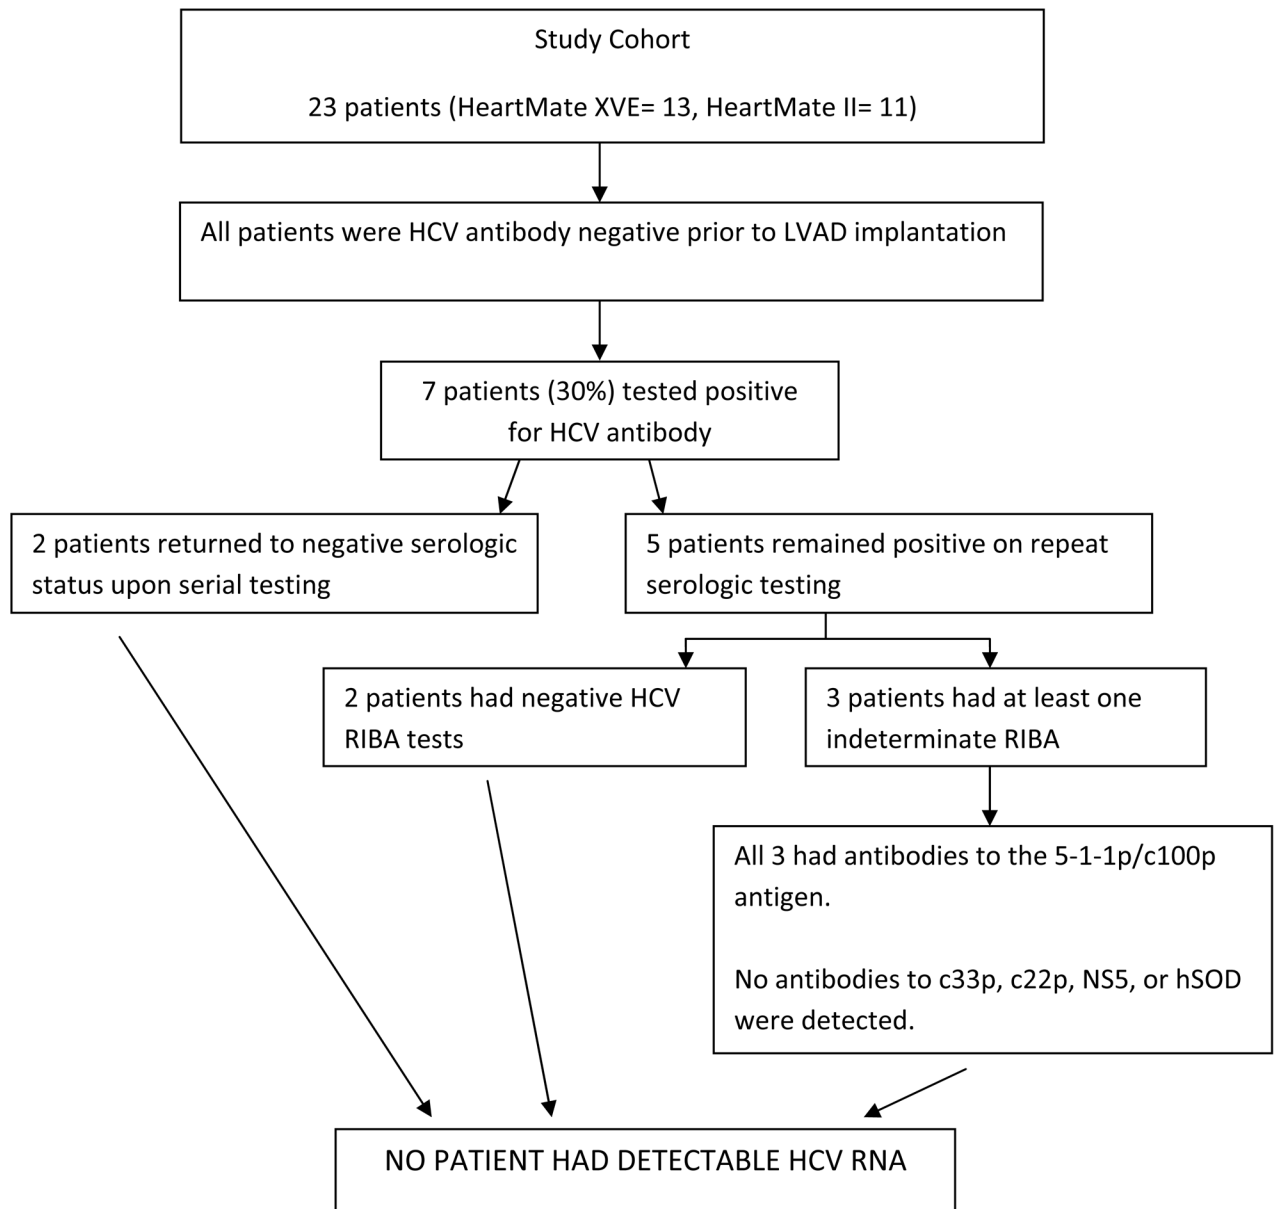 Study Cohort
23 patients (HeartMate XVE= 13, HeartMate II= 11)
All patients were HCV antibody negative prior to LVAD implantation
7 patients (30%) tested positive
for HCV antibody
2 patients returned to negative serologic
status upon serial testing
5 patients remained positive on repeat
serologic testing
2 patients had negative HCV
RIBA tests
3 patients had at least one
indeterminate RIBA
All 3 had antibodies to the 5-1-1p/c100p
antigen.
No antibodies to c33p, c22p, NS5, or hSOD
were detected.
NO PATIENT HAD DETECTABLE HCV RNA